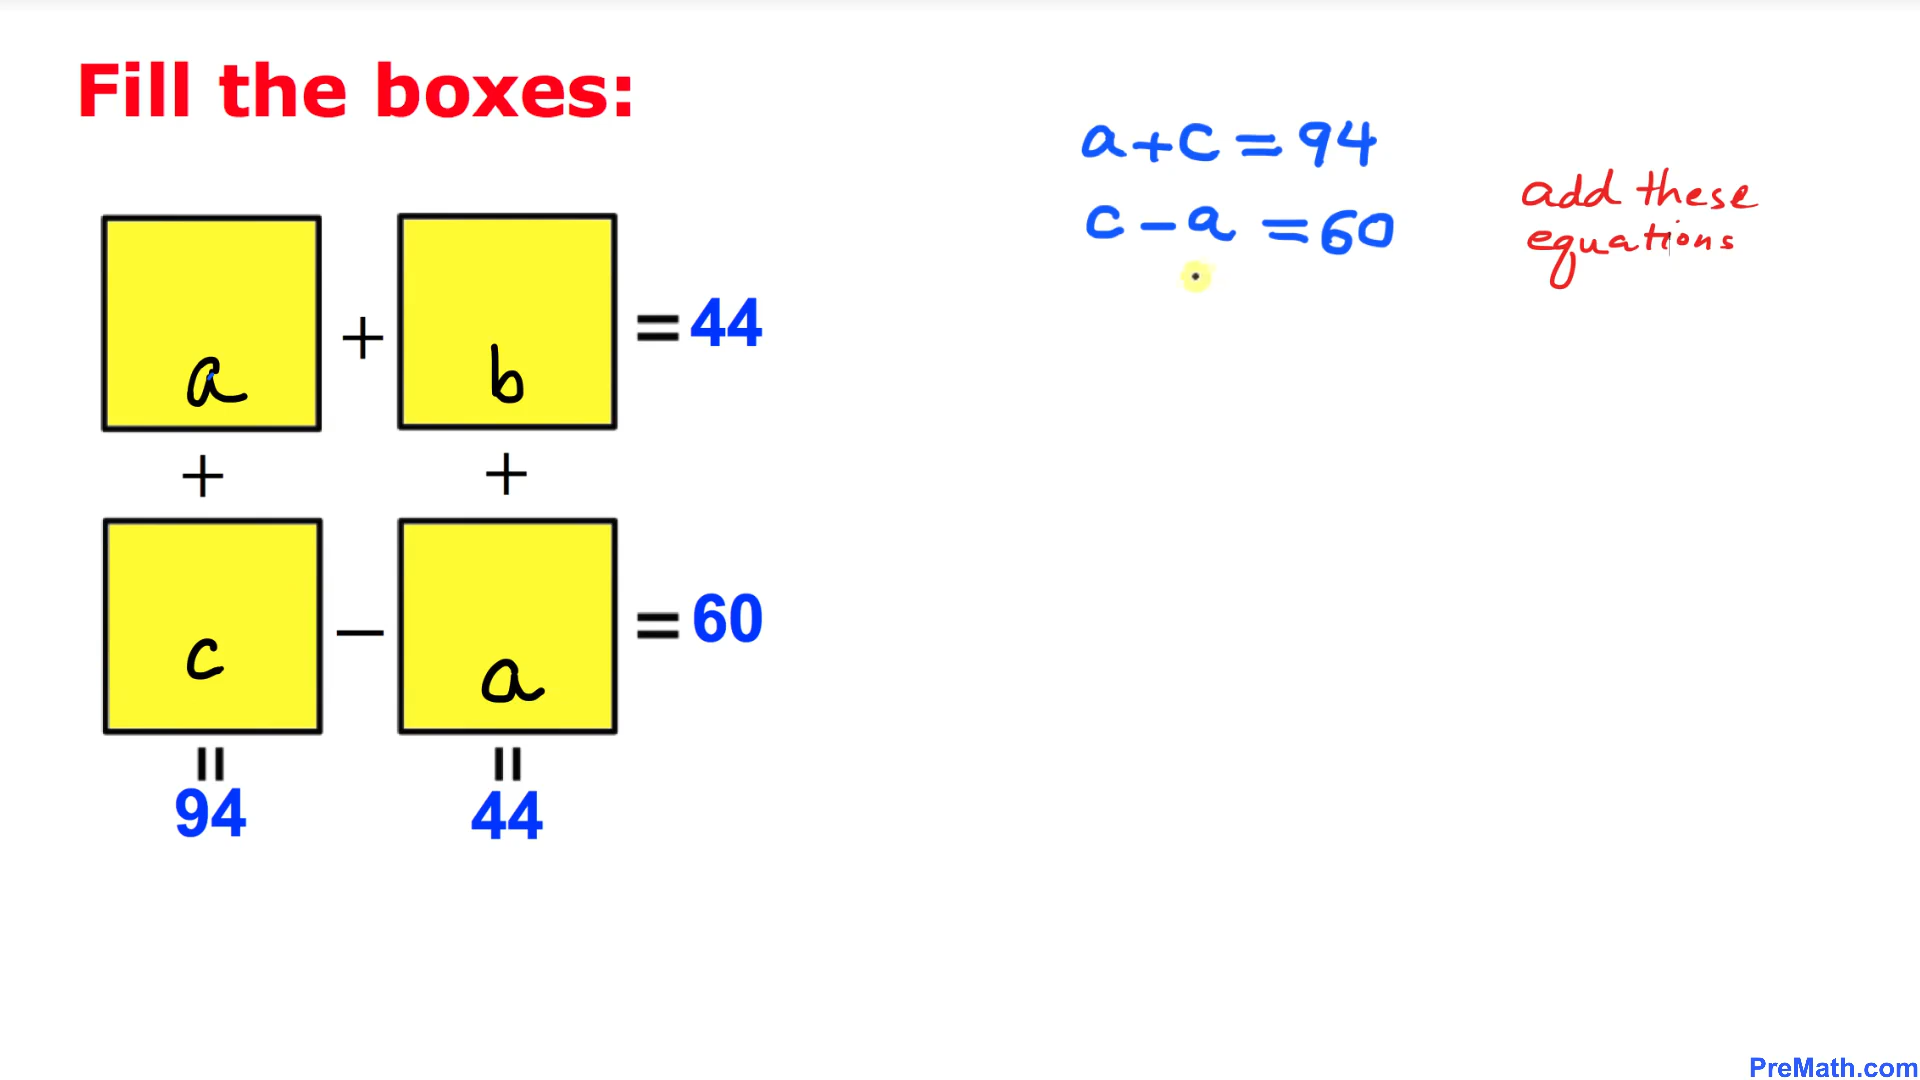 Fill the boxes:
a + b = 44
+ +
c − a = 60
= =
94 44
a + c = 94
c − a = 60
add these
equations
PreMath.com